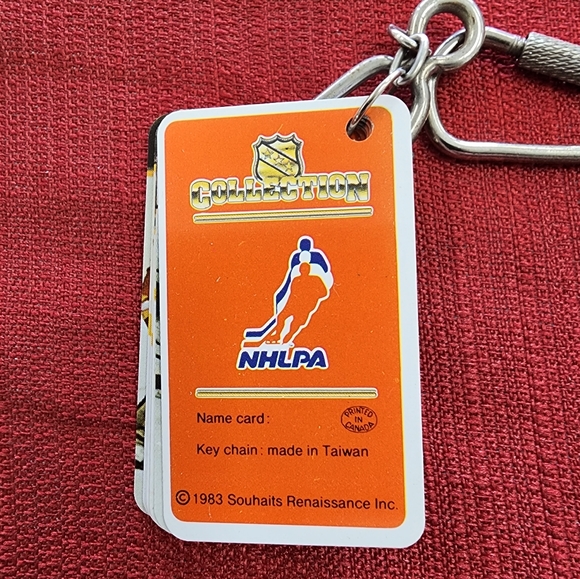 COLLECTION
NHLPA
Name card:
PRINTED
IN
CANADA
Key chain: made in Taiwan
© 1983 Souhaits Renaissance Inc.